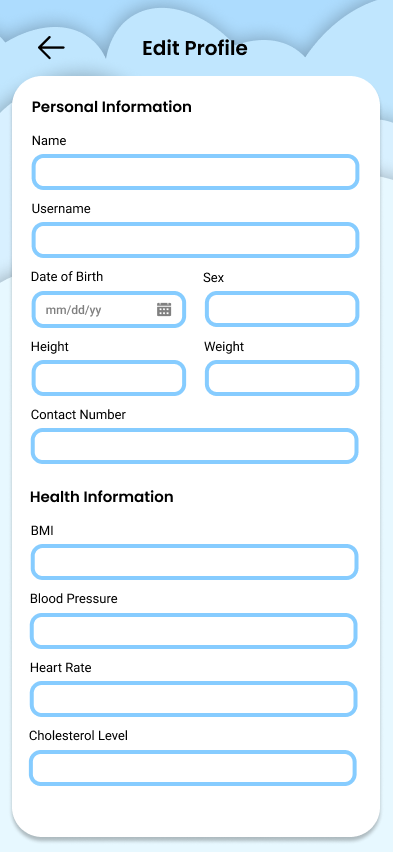 Edit Profile
Personal Information
Name
Username
Date of Birth
Sex
mm/dd/yy
Height
Weight
Contact Number
Health Information
BMI
Blood Pressure
Heart Rate
Cholesterol Level